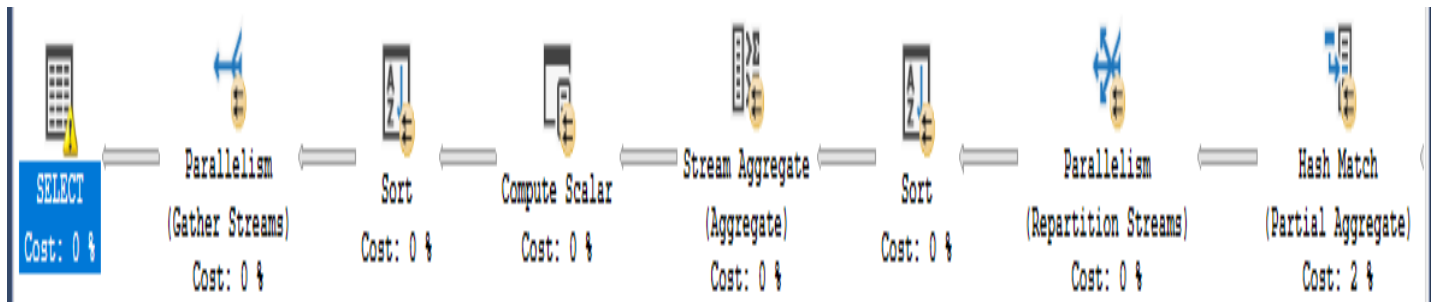 SELECT
Cost: 0 %
Parallelism
(Gather Streams)
Cost: 0 %
Sort
Cost: 0 %
Compute Scalar
Cost: 0 %
Stream Aggregate
(Aggregate)
Cost: 0 %
Sort
Cost: 0 %
Parallelism
(Repartition Streams)
Cost: 0 %
Hash Match
(Partial Aggregate)
Cost: 2 %